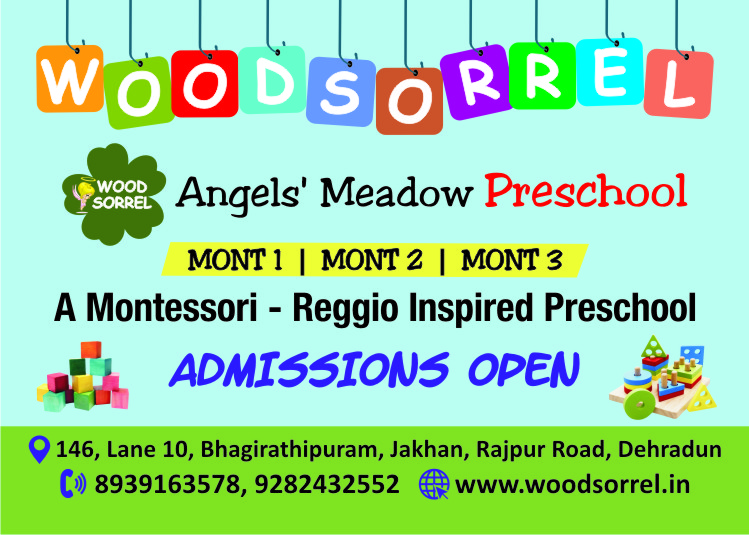 WOODSORREL
WOOD
SORREL
Angels' Meadow Preschool
MONT 1 | MONT 2 | MONT 3
A Montessori - Reggio Inspired Preschool
ADMISSIONS OPEN
146, Lane 10, Bhagirathipuram, Jakhan, Rajpur Road, Dehradun
8939163578, 9282432552 www.woodsorrel.in